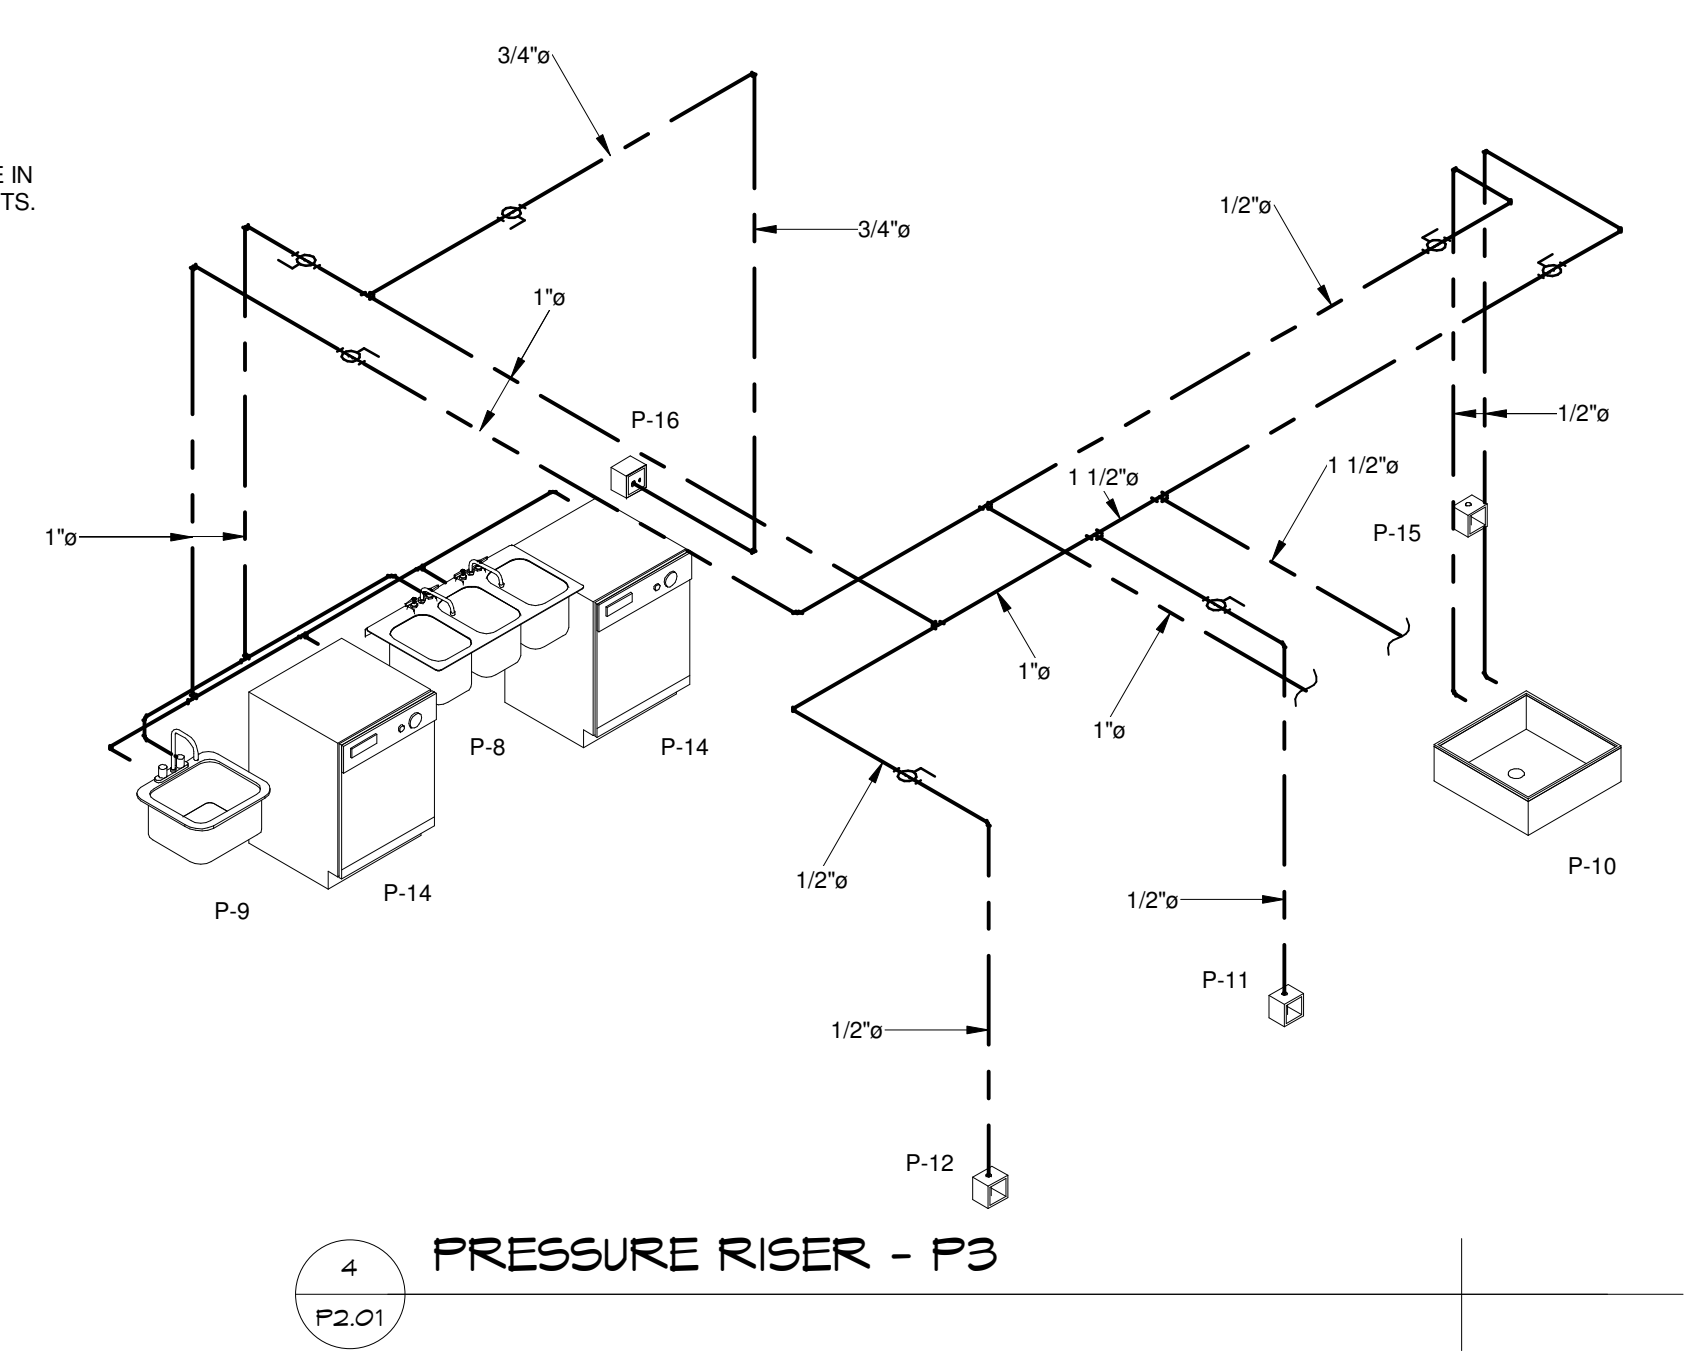 3/4"ø
E IN
TS.
3/4"ø
1/2"ø
1"ø
P-16
1/2"ø
1 1/2"ø
1 1/2"ø
1"ø
P-15
1"ø
1"ø
P-8
P-14
1/2"ø
P-10
P-14
P-9
1/2"ø
P-11
1/2"ø
P-12
4
PRESSURE RISER - P3
P2.01